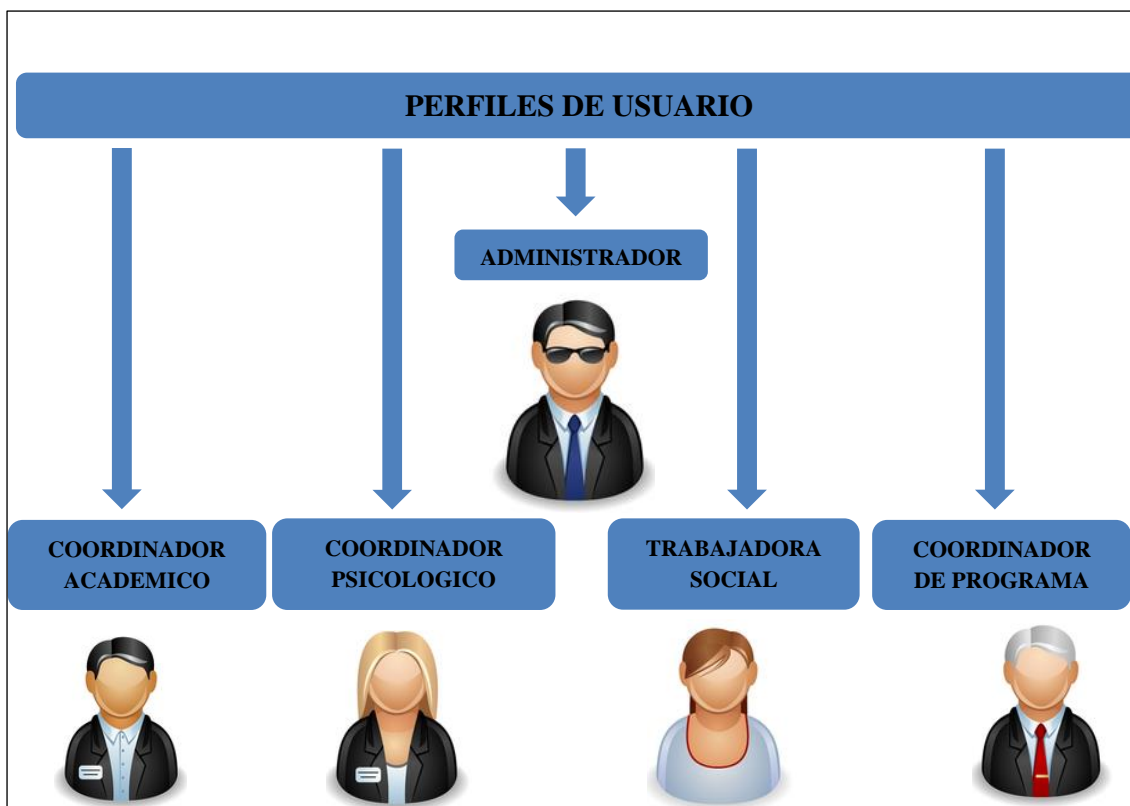 PERFILES DE USUARIO
ADMINISTRADOR
COORDINADOR
ACADEMICO
COORDINADOR
PSICOLOGICO
TRABAJADORA
SOCIAL
COORDINADOR
DE PROGRAMA